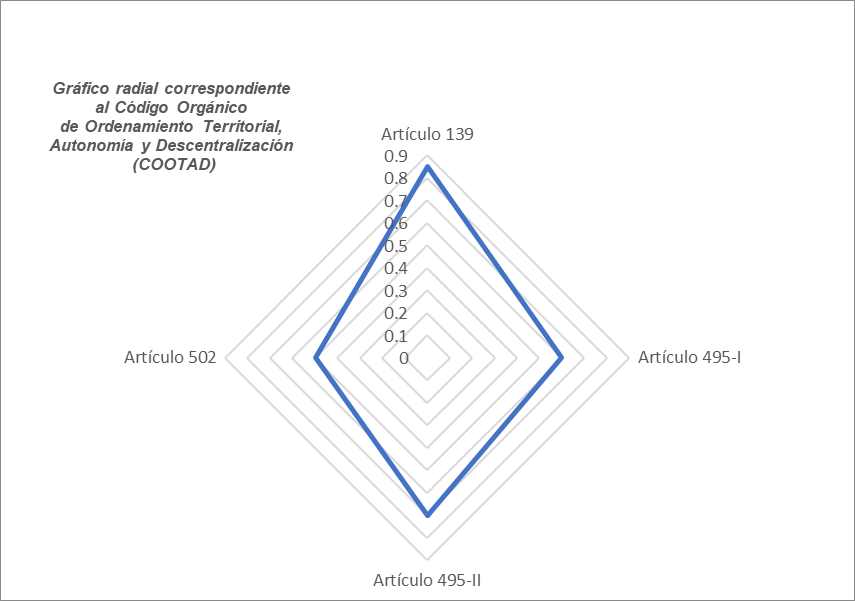 Gráfico radial correspondiente
al Código Orgánico
de Ordenamiento Territorial,
Autonomía y Descentralización
(COOTAD)
Artículo 139
0.9
0.8
0.7
0.6
0.5
0.4
0.3
0.2
0.1
0
Artículo 502
Artículo 495-I
Artículo 495-II